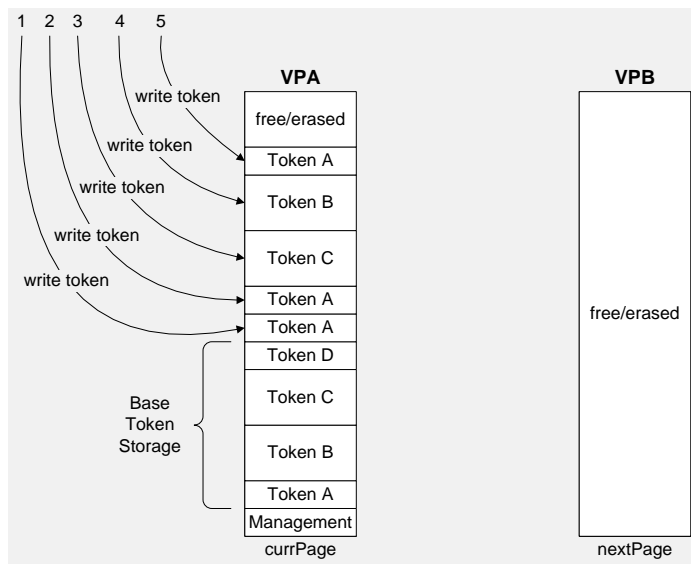 1 2 3 4 5
VPA
VPB
write token
free/erased
write token
Token A
write token
Token B
write token
Token C
write token
Token A
free/erased
Token A
Token D
Base
Token
Storage
Token C
Token B
Token A
Management
currPage
nextPage